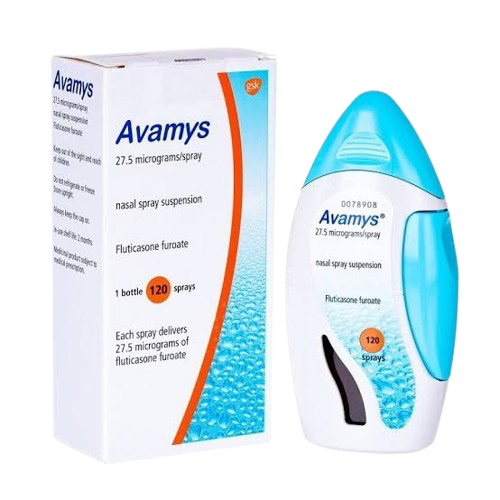 Avamys
27.5 micrograms/spray
nasal spray suspension
Fluticasone furoate
Keep out of the sight and reach
of children.
Do not refrigerate or freeze
Store upright.
Always keep the cap on.
In-use shelf life: 2 months
Medicinal product subject to
medical prescription.
gsk
Avamys
27.5 micrograms/spray
nasal spray suspension
Fluticasone furoate
1 bottle 120 sprays
Each spray delivers
27.5 micrograms of
fluticasone furoate
0078908
Avamys®
27.5 micrograms/spray
nasal spray suspension
Fluticasone furoate
120
sprays